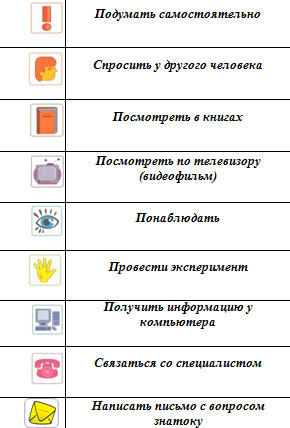 Подумать самостоятельно
Спросить у другого человека
Посмотреть в книгах
Посмотреть по телевизору
(видеофильм)
Понаблюдать
Провести эксперимент
Получить информацию у
компьютера
Связаться со специалистом
Написать письмо с вопросом
знатоку